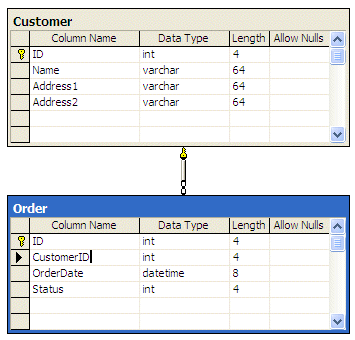 Customer
Column Name Data Type Length Allow Nulls
ID int 4
Name varchar 64
Address1 varchar 64
Address2 varchar 64
Order
Column Name Data Type Length Allow Nulls
ID int 4
CustomerID int 4
OrderDate datetime 8
Status int 4